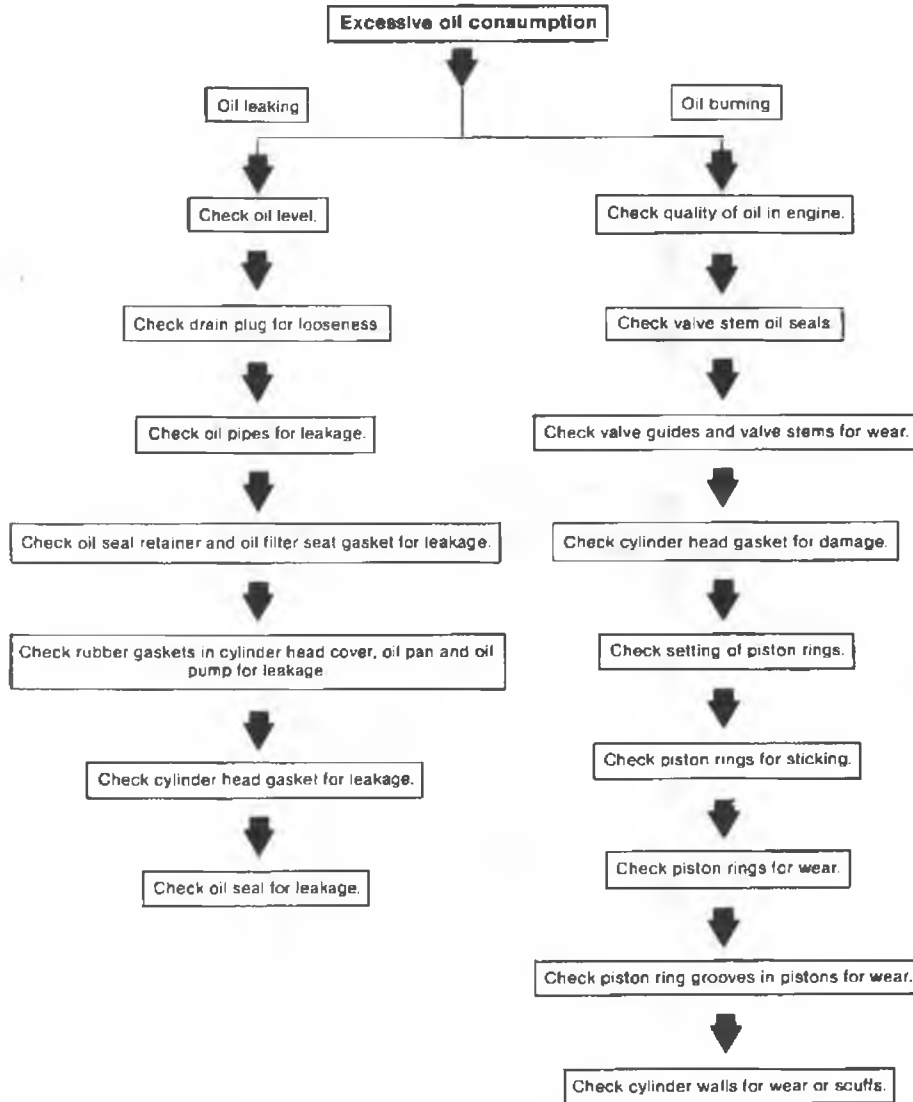 Excessive oil consumption
Oil leaking
Check oil level.
Check drain plug for looseness
Check oil pipes for leakage.
Check oil seal retainer and oil filter seat gasket for leakage.
Check rubber gaskets in cylinder head cover, oil pan and oil
pump for leakage
Check cylinder head gasket for leakage.
Check oil seal for leakage.
Oil burning
Check quality of oil in engine.
Check valve stem oil seals.
Check valve guides and valve stems for wear.
Check cylinder head gasket for damage.
Check setting of piston rings.
Check piston rings for sticking.
Check piston rings for wear.
Check piston ring grooves in pistons for wear.
Check cylinder walls for wear or scuffs.